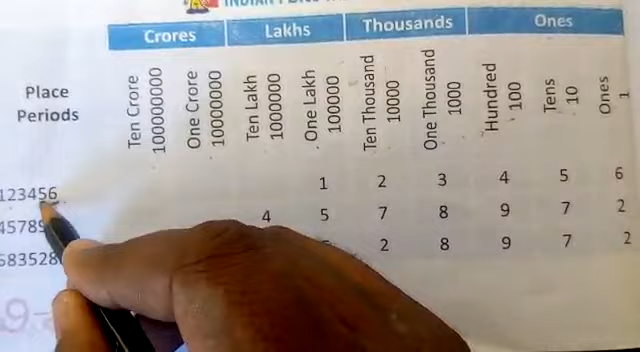 Crores Lakhs Thousands Ones
Place
Periods
Ten Crore
100000000
One Crore
10000000
Ten Lakh
1000000
One Lakh
100000
Ten Thousand
10000
One Thousand
1000
Hundred
100
Tens
10
Ones
1
123456 1 2 3 4 5 6
45789 4 5 7 8 9 7 2
683528 2 8 9 7 2